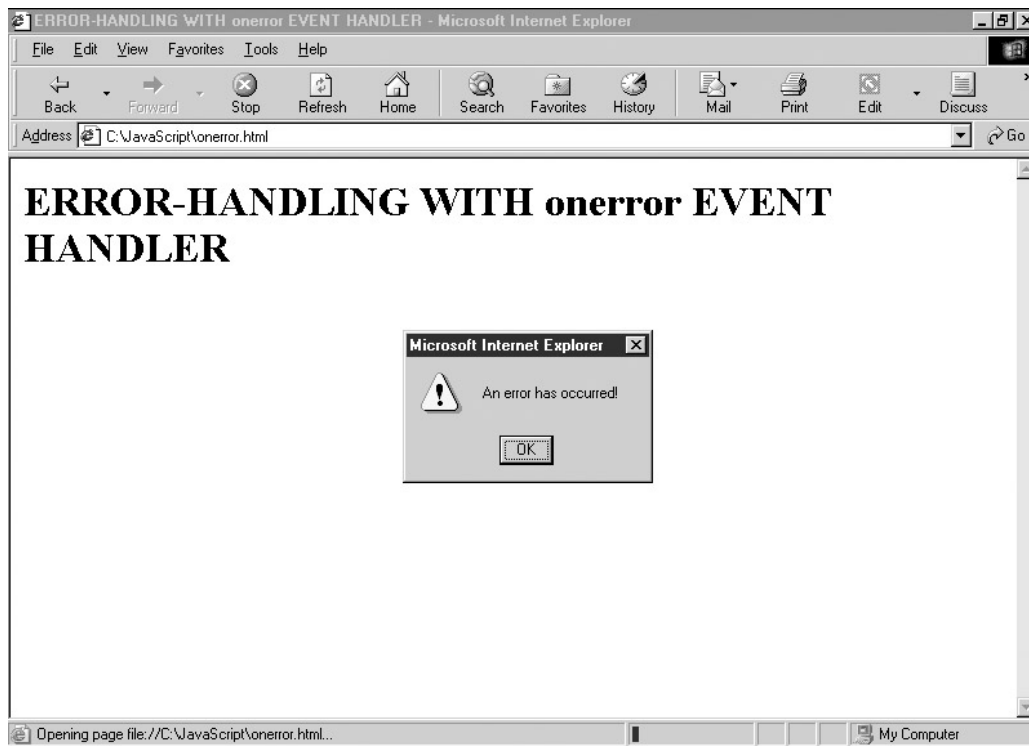 ERROR-HANDLING WITH onerror EVENT HANDLER - Microsoft Internet Explorer
File Edit View Favorites Tools Help
Back Forward Stop Refresh Home Search Favorites History Mail Print Edit Discuss
Address C:\JavaScript\onerror.html Go
ERROR-HANDLING WITH onerror EVENT
HANDLER
Microsoft Internet Explorer
An error has occurred!
OK
Opening page file://C:\JavaScript\onerror.html... My Computer